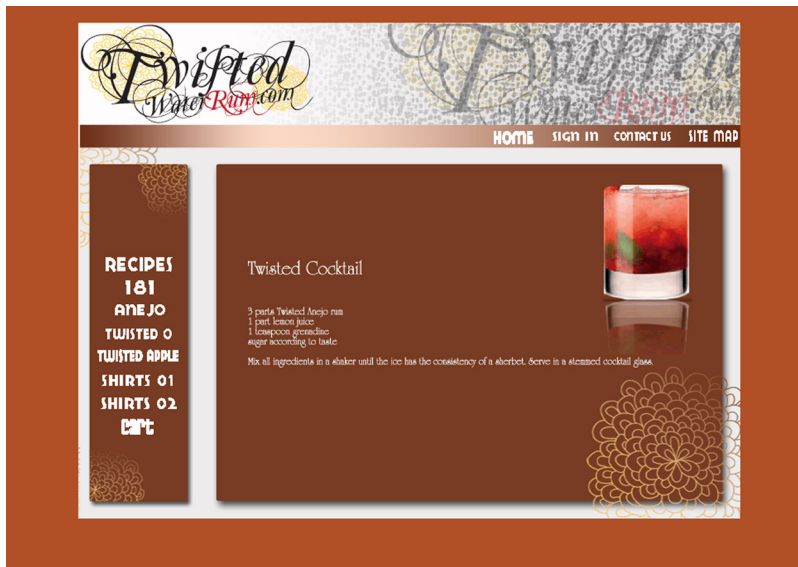 Twisted
WaterRum.com
Twisted
HOME SIGN IN CONTACT US SITE MAP
RECIPES
181
ANEJO
TWISTED O
TWISTED APPLE
SHIRTS 01
SHIRTS 02
Cart
Twisted Cocktail
3 parts Twisted Anejo rum
1 part lemon juice
1 teaspoon grenadine
sugar according to taste
Mix all ingredients in a shaker until the ice has the consistency of a sherbet. Serve in a stemmed cocktail glass.